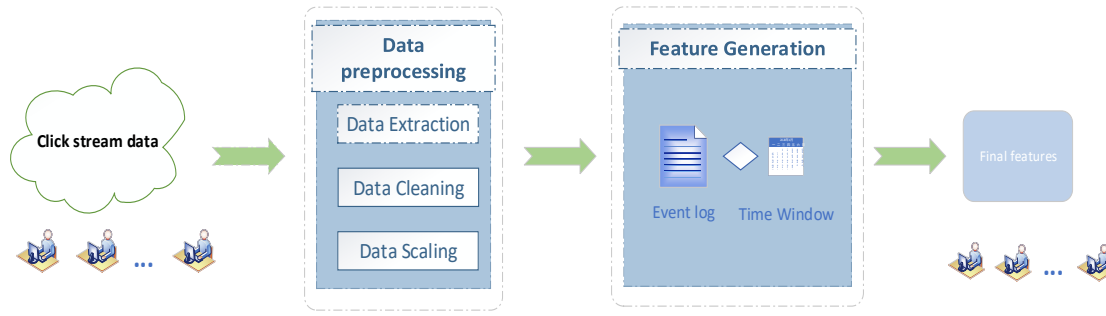 Click stream data
Data
preprocessing
Data Extraction
Data Cleaning
Data Scaling
...
Feature Generation
Event log
Time Window
Final features
...